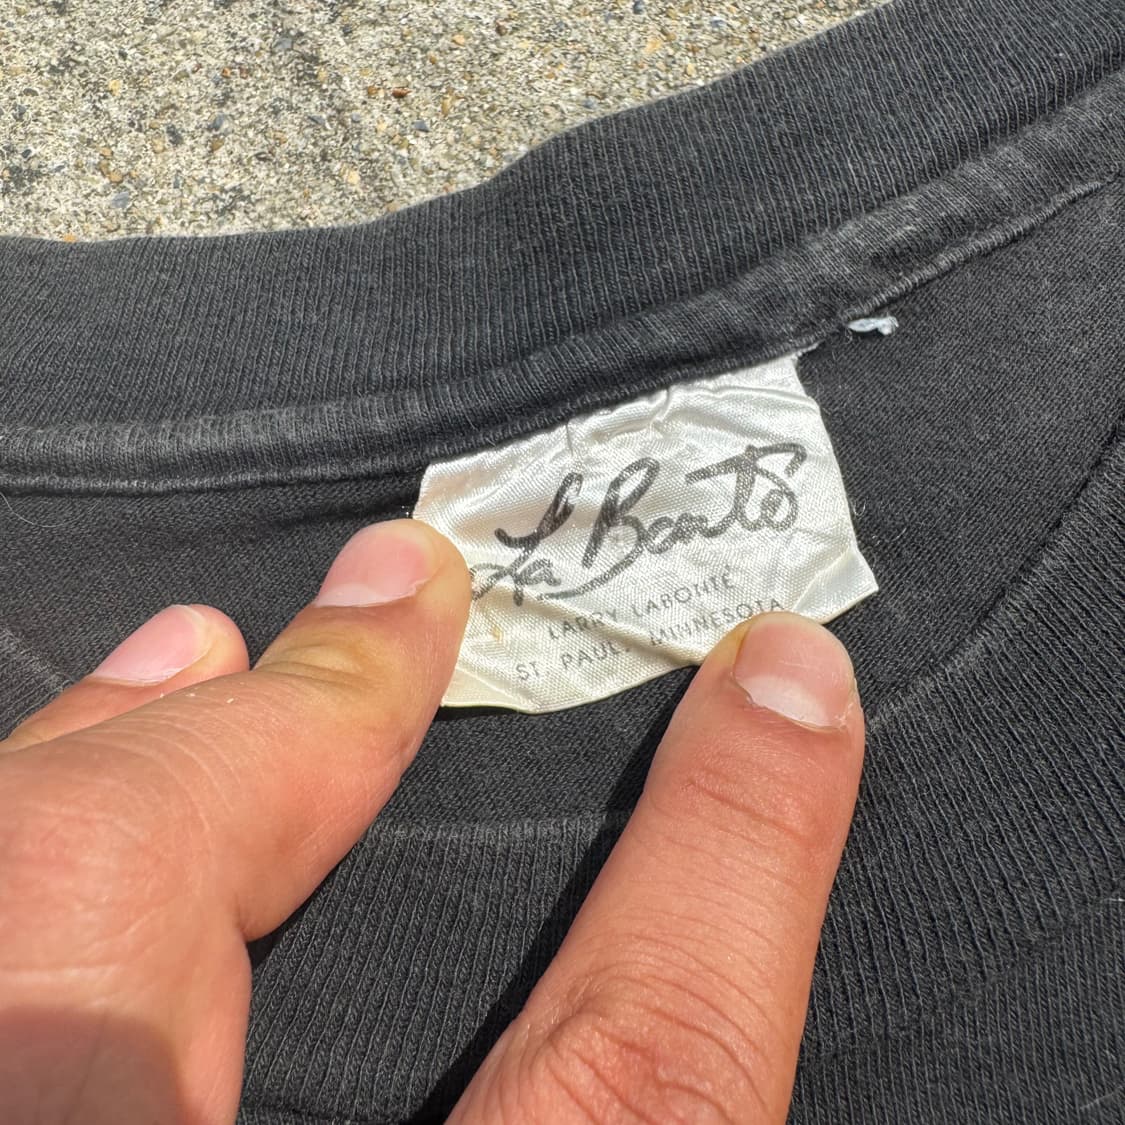 La Bonté
LARRY LABONTÉ
ST. PAUL, MINNESOTA